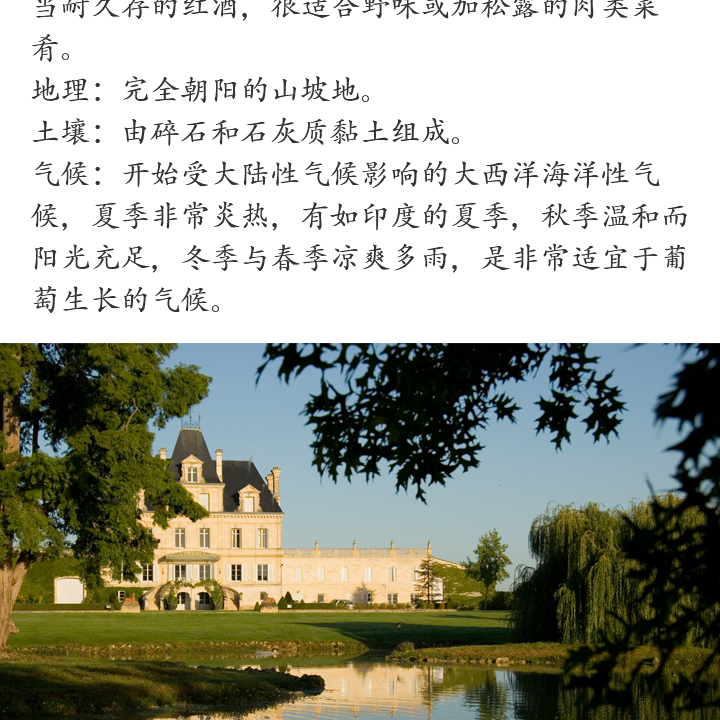 当耐久存的红酒，很适合野味或加松露的肉类菜
肴。
地理：完全朝阳的山坡地。
土壤：由碎石和石灰质黏土组成。
气候：开始受大陆性气候影响的大西洋海洋性气
候，夏季非常炎热，有如印度的夏季，秋季温和而
阳光充足，冬季与春季凉爽多雨，是非常适宜于葡
萄生长的气候。